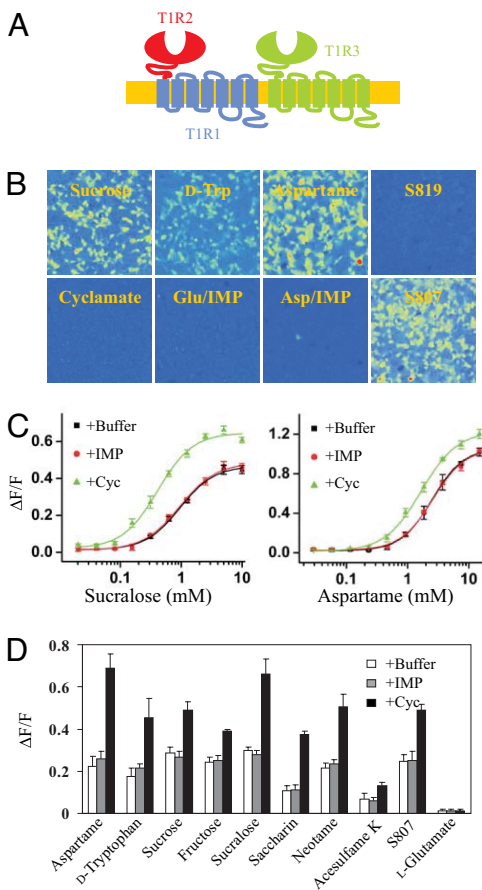 A
T1R2
T1R3
T1R1
B
Sucrose
D-Trp
Aspartame
S819
Cyclamate
Glu/IMP
Asp/IMP
S807
C
+Buffer
+IMP
+Cyc
ΔF/F
0.6
0.4
0.2
0.0
0.1
1
10
Sucralose (mM)
+Buffer
+IMP
+Cyc
1.2
0.8
0.4
0.0
0.1
1
10
Aspartame (mM)
D
ΔF/F
0.8
0.6
0.4
0.2
0
+Buffer
+IMP
+Cyc
Aspartame
D-Tryptophan
Sucrose
Fructose
Sucralose
Saccharin
Neotame
Acesulfame K
S807
L-Glutamate